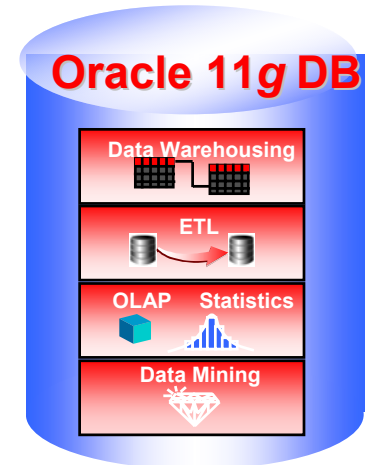 Oracle 11g DB
Data Warehousing
ETL
OLAP Statistics
Data Mining